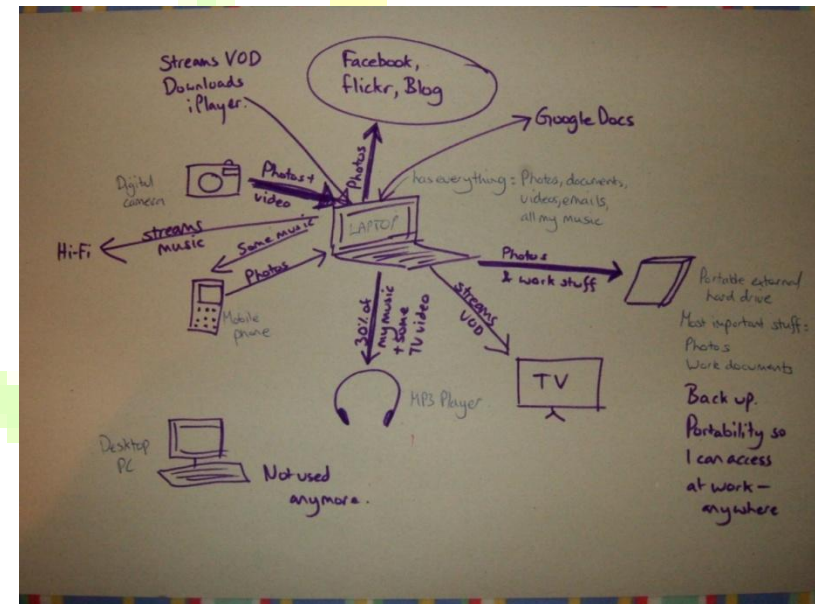 Streams VOD
Downloads
iPlayer.
Facebook,
flickr, Blog
Google Docs
Photos
Digital
camera
Photos +
video
has everything: Photos, documents,
videos, emails,
all my music
LAPTOP
Hi-Fi
streams
music
Some music
Photos
Mobile
phone
Photos
& work stuff
Portable external
hard drive
Most important stuff:
Photos
Work documents
Back up.
Portability so
I can access
at work –
anywhere
streams
VOD
TV
30% of
my music
+ some
TV video
MP3 Player
Desktop
PC
Not used
anymore.